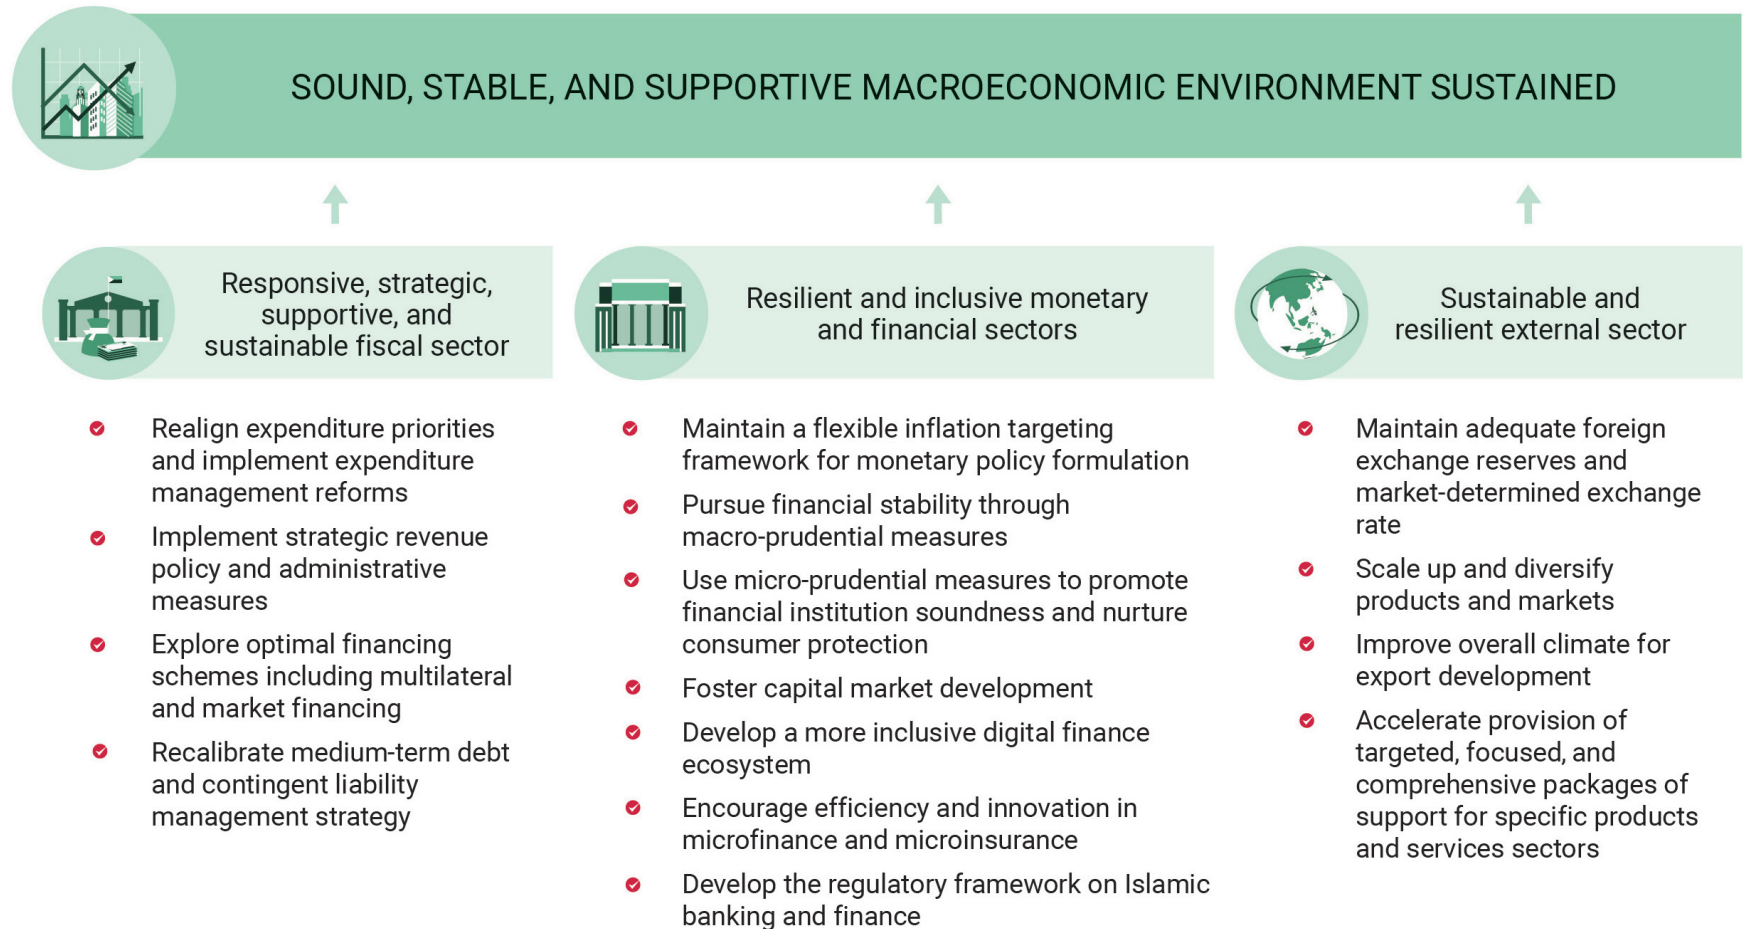 SOUND, STABLE, AND SUPPORTIVE MACROECONOMIC ENVIRONMENT SUSTAINED
Responsive, strategic,
supportive, and
sustainable fiscal sector
Realign expenditure priorities
and implement expenditure
management reforms
Implement strategic revenue
policy and administrative
measures
Explore optimal financing
schemes including multilateral
and market financing
Recalibrate medium-term debt
and contingent liability
management strategy
Resilient and inclusive monetary
and financial sectors
Maintain a flexible inflation targeting
framework for monetary policy formulation
Pursue financial stability through
macro-prudential measures
Use micro-prudential measures to promote
financial institution soundness and nurture
consumer protection
Foster capital market development
Develop a more inclusive digital finance
ecosystem
Encourage efficiency and innovation in
microfinance and microinsurance
Develop the regulatory framework on Islamic
banking and finance
Sustainable and
resilient external sector
Maintain adequate foreign
exchange reserves and
market-determined exchange
rate
Scale up and diversify
products and markets
Improve overall climate for
export development
Accelerate provision of
targeted, focused, and
comprehensive packages of
support for specific products
and services sectors